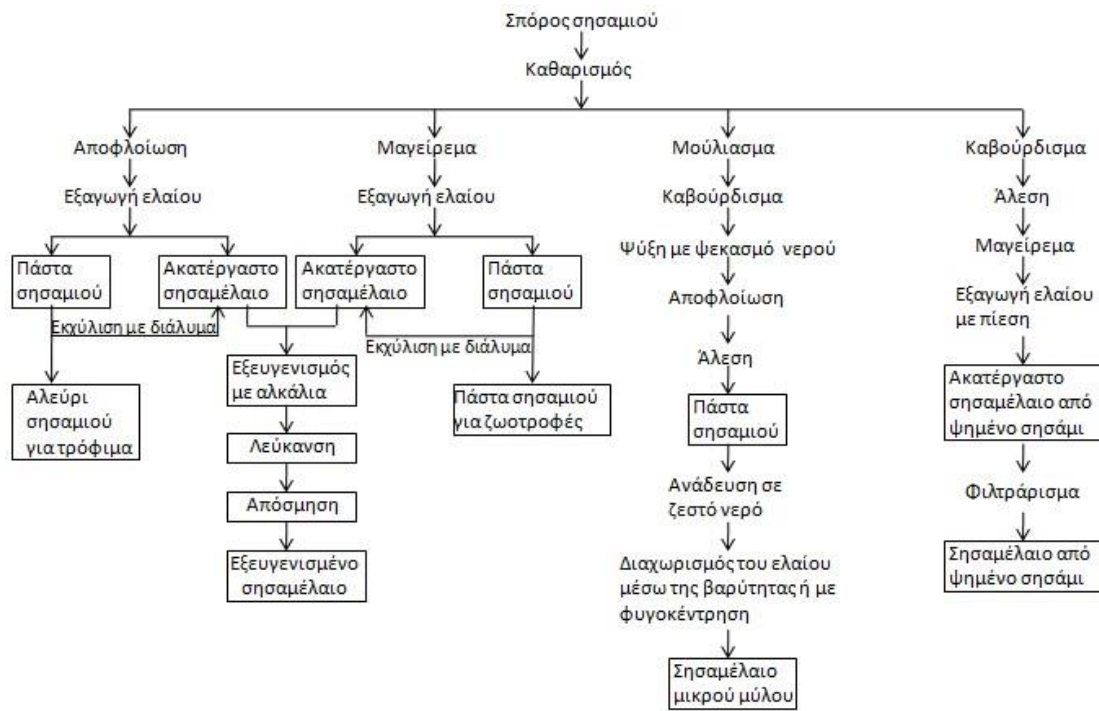 Σπόρος σησαμιού
Καθαρισμός
Αποφλοίωση
Μαγείρεμα
Μούλιασμα
Καβούρδισμα
Εξαγωγή ελαίου
Εξαγωγή ελαίου
Καβούρδισμα
Άλεση
Πάστα
σησαμιού
Ακατέργαστο
σησαμέλαιο
Ακατέργαστο
σησαμέλαιο
Πάστα
σησαμιού
Ψύξη με ψεκασμό νερού
Μαγείρεμα
Εκχύλιση με διάλυμα
Εκχύλιση με διάλυμα
Αποφλοίωση
Εξαγωγή ελαίου
με πίεση
Αλεύρι
σησαμιού
για τρόφιμα
Εξευγενισμός
με αλκάλια
Πάστα σησαμιού
για ζωοτροφές
Άλεση
Ακατέργαστο
σησαμέλαιο από
ψημένο σησάμι
Λεύκανση
Πάστα
σησαμιού
Απόσμηση
Ανάδευση σε
ζεστό νερό
Φιλτράρισμα
Εξευγενισμένο
σησαμέλαιο
Διαχωρισμός του ελαίου
μέσω της βαρύτητας ή με
φυγοκέντρηση
Σησαμέλαιο από
ψημένο σησάμι
Σησαμέλαιο
μικρού μύλου